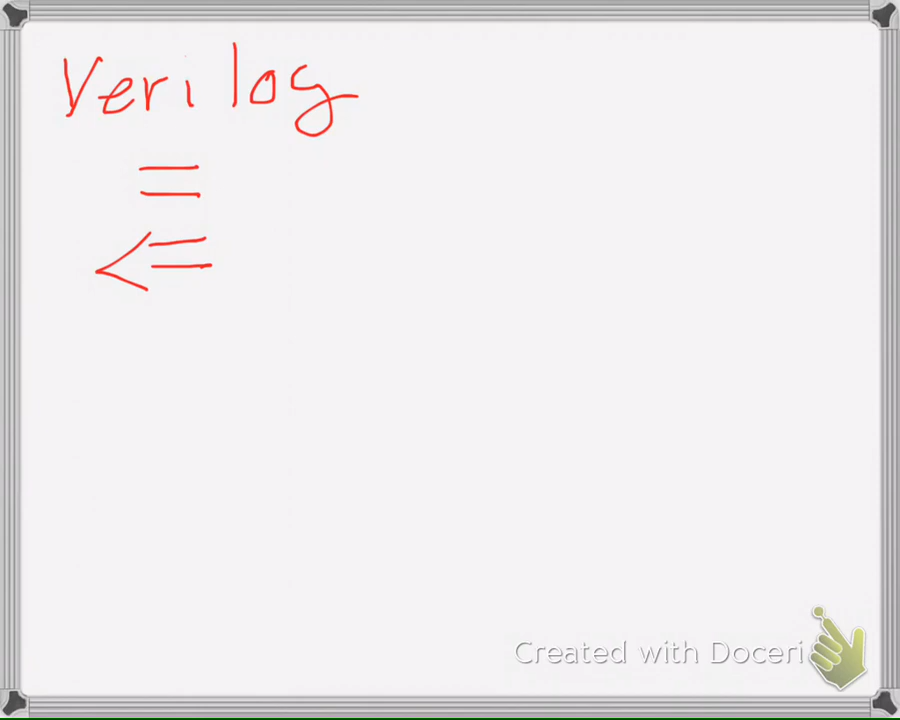 Verilog
=
<=
Created with Doceri